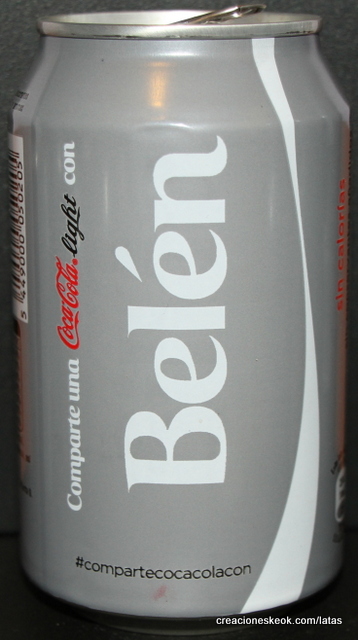 Comparte una Coca-Cola light con
Belén
#compartecocacolacon
sin calorías
creacioneskeok.com/latas